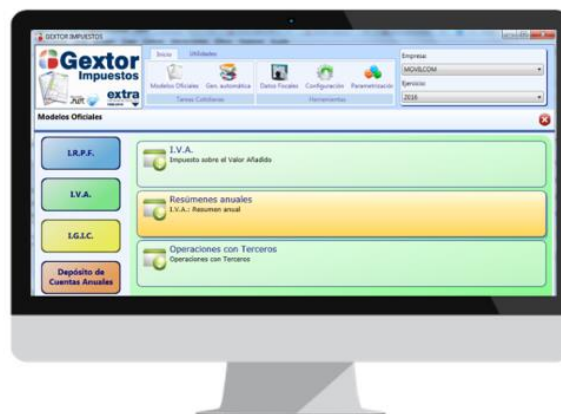 GEXTOR IMPUESTOS
Gextor
Impuestos
extra
Inicio Utilidades
Modelos Oficiales Gen. automática Datos Fiscales Configuración Parametrización
Tareas Cotidianas Herramientas
Empresa:
MOVILCOM
Ejercicio:
2016
Modelos Oficiales
I.R.P.F.
I.V.A.
I.G.I.C.
Depósito de
Cuentas Anuales
I.V.A.
Impuesto sobre el Valor Añadido
Resúmenes anuales
I.V.A.: Resumen anual
Operaciones con Terceros
Operaciones con Terceros